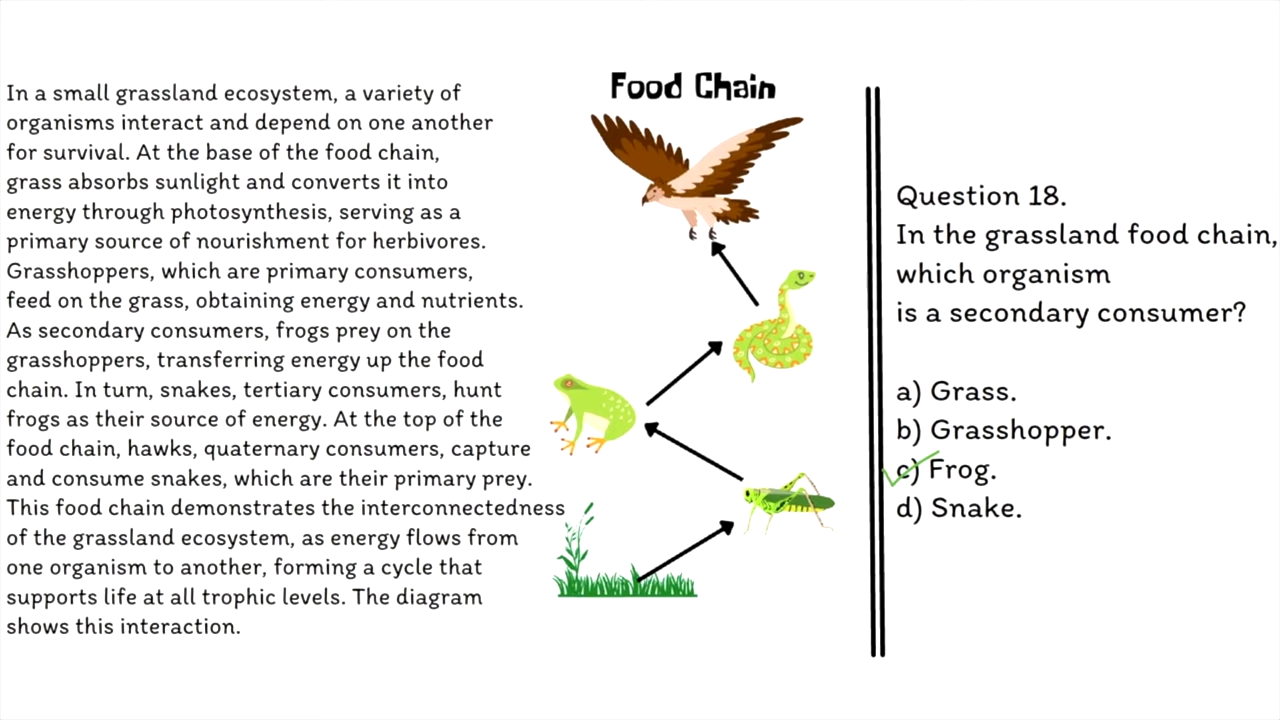 In a small grassland ecosystem, a variety of
organisms interact and depend on one another
for survival. At the base of the food chain,
grass absorbs sunlight and converts it into
energy through photosynthesis, serving as a
primary source of nourishment for herbivores.
Grasshoppers, which are primary consumers,
feed on the grass, obtaining energy and nutrients.
As secondary consumers, frogs prey on the
grasshoppers, transferring energy up the food
chain. In turn, snakes, tertiary consumers, hunt
frogs as their source of energy. At the top of the
food chain, hawks, quaternary consumers, capture
and consume snakes, which are their primary prey.
This food chain demonstrates the interconnectedness
of the grassland ecosystem, as energy flows from
one organism to another, forming a cycle that
supports life at all trophic levels. The diagram
shows this interaction.
Food Chain
Question 18.
In the grassland food chain,
which organism
is a secondary consumer?
a) Grass.
b) Grasshopper.
c) Frog.
d) Snake.